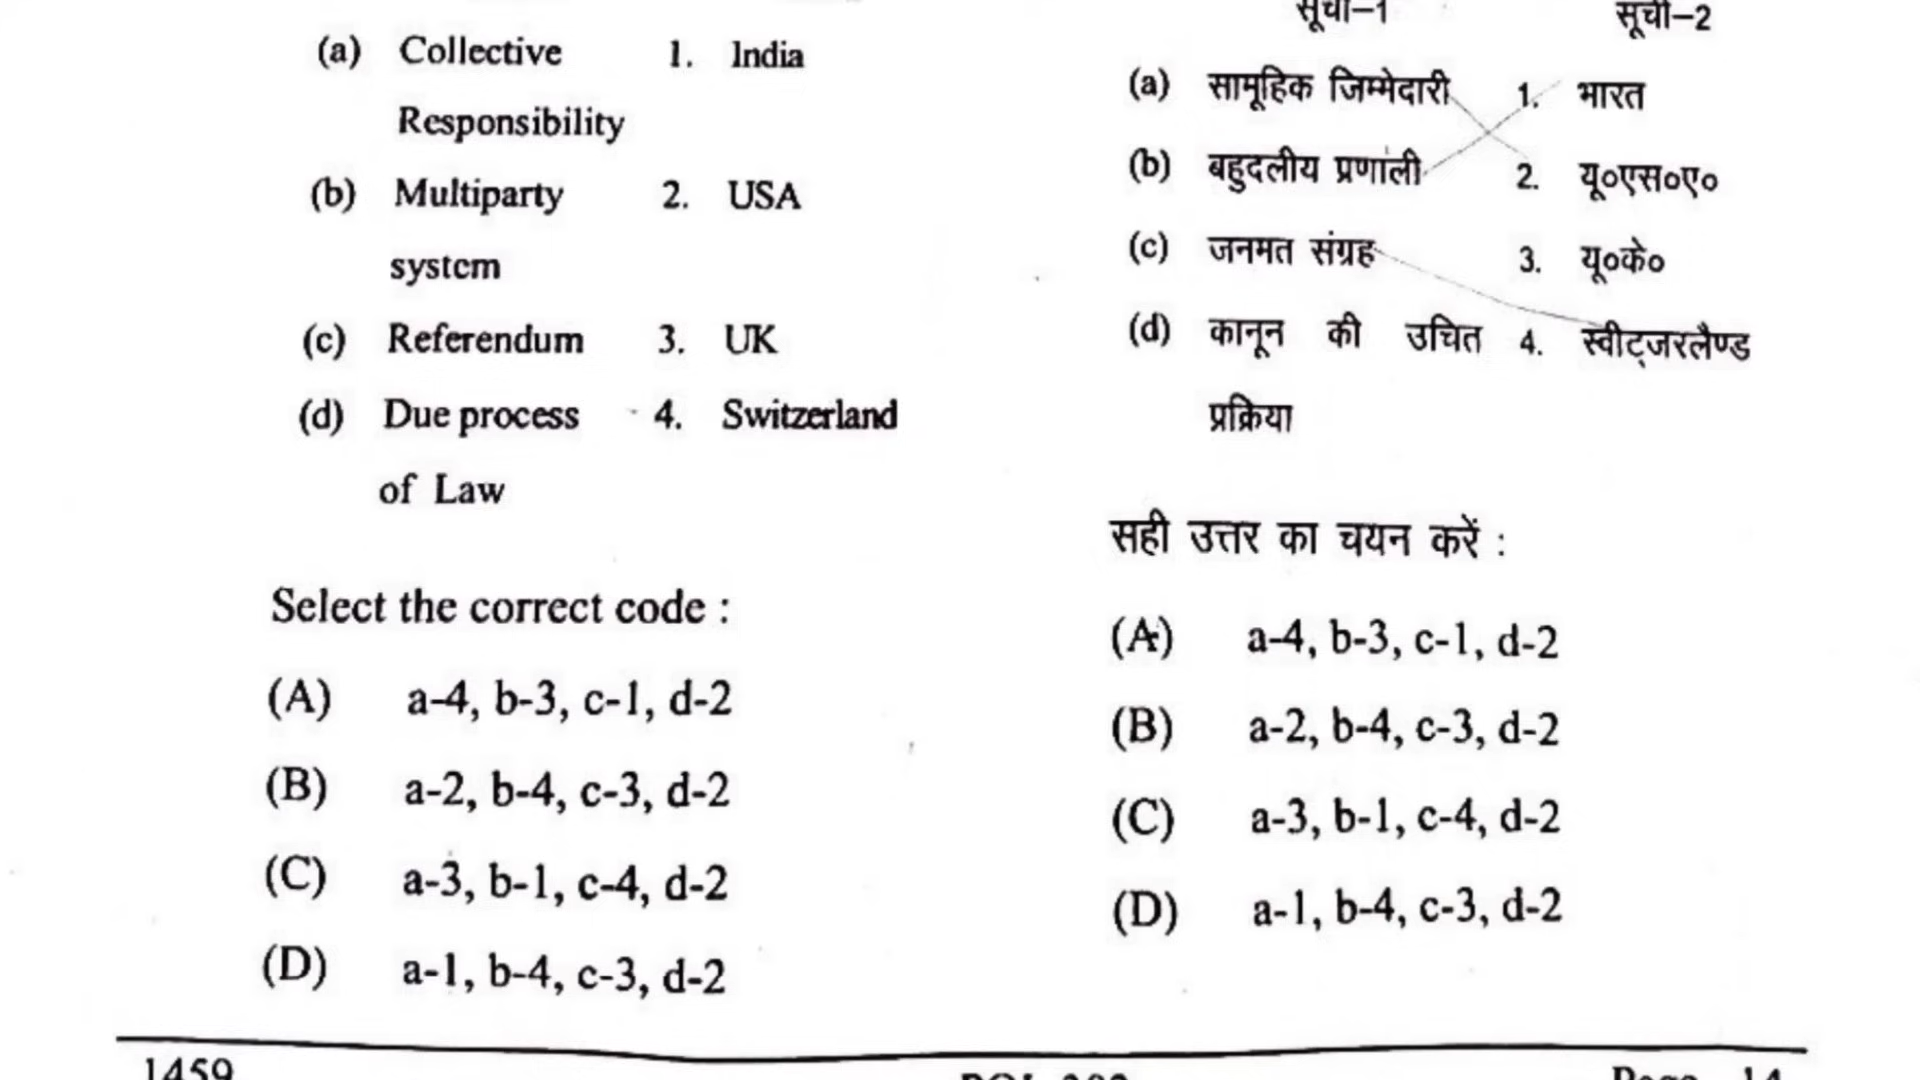 (a) Collective 1. India
Responsibility
(b) Multiparty 2. USA
system
(c) Referendum 3. UK
(d) Due process 4. Switzerland
of Law
Select the correct code :
(A) a-4, b-3, c-1, d-2
(B) a-2, b-4, c-3, d-2
(C) a-3, b-1, c-4, d-2
(D) a-1, b-4, c-3, d-2
सूची–1 सूची–2
(a) सामूहिक जिम्मेदारी 1. भारत
(b) बहुदलीय प्रणाली 2. यू०एस०ए०
(c) जनमत संग्रह 3. यू०के०
(d) कानून की उचित 4. स्वीट्जरलैण्ड
प्रक्रिया
सही उत्तर का चयन करें :
(A) a-4, b-3, c-1, d-2
(B) a-2, b-4, c-3, d-2
(C) a-3, b-1, c-4, d-2
(D) a-1, b-4, c-3, d-2
1459 Page 14